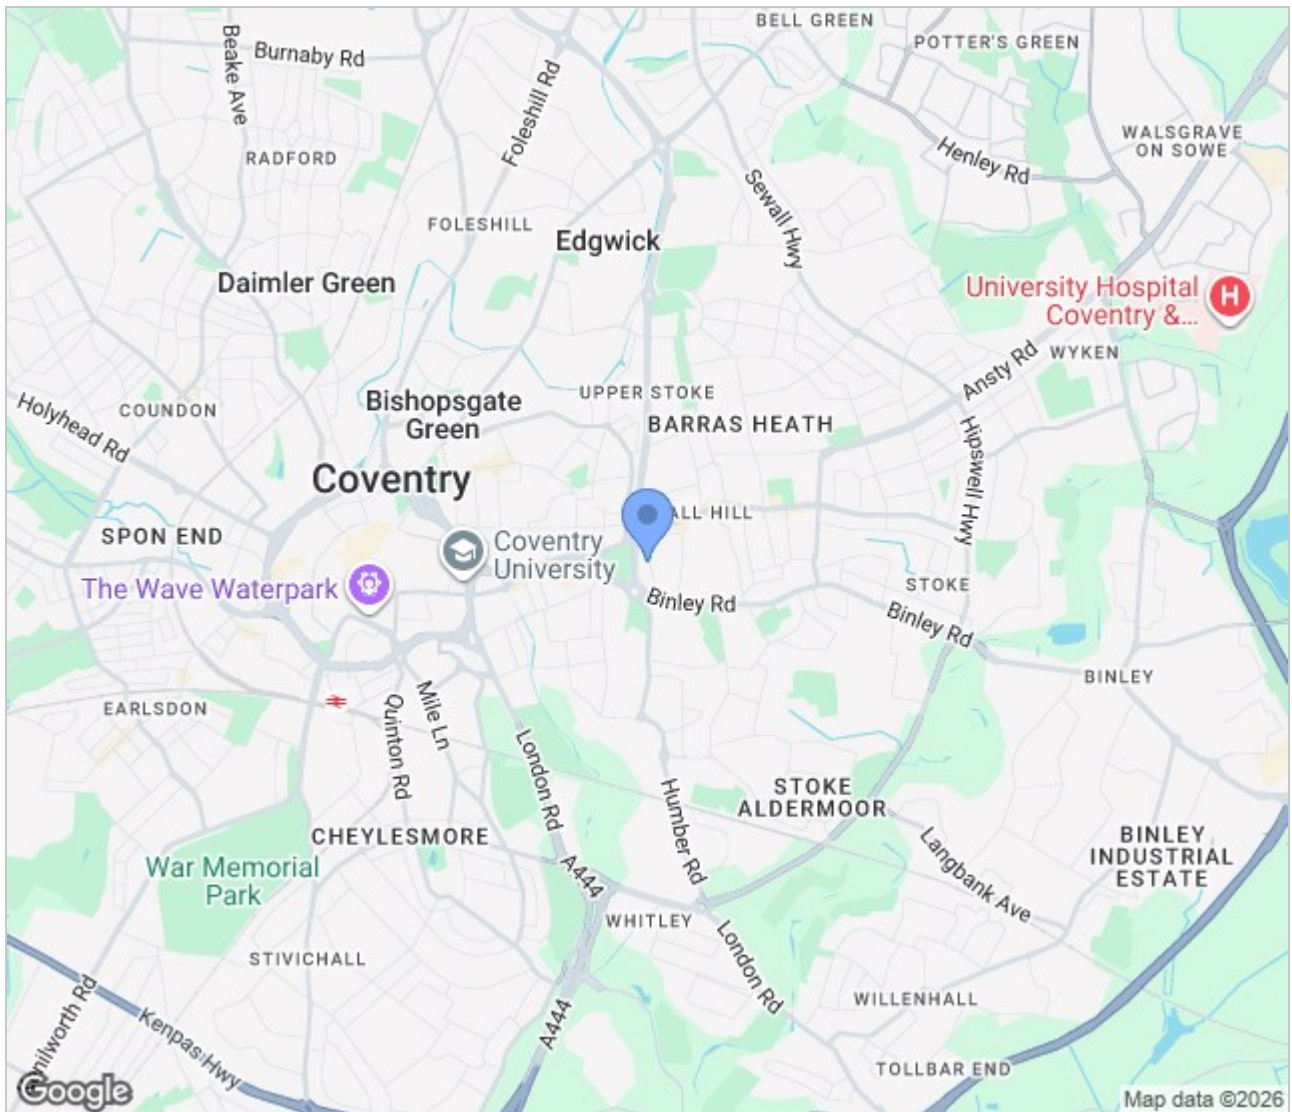 BELL GREEN
POTTER'S GREEN
Burnaby Rd
Beake Ave
Foleshill Rd
WALSGRAVE
ON SOWE
RADFORD
Henley Rd
Sewall Hwy
FOLESHILL
Edgwick
Daimler Green
University Hospital
Coventry &...
H
WYKEN
Ansty Rd
UPPER STOKE
Bishopsgate
Green
COUNDON
Holyhead Rd
BARRAS HEATH
Hipswell Hwy
Coventry
ALL HILL
SPON END
Coventry
University
The Wave Waterpark
STOKE
Binley Rd
Binley Rd
BINLEY
EARLSDON
Mile Ln
Quinton Rd
London Rd
STOKE
ALDERMOOR
Humber Rd
CHEYLESMORE
BINLEY
INDUSTRIAL
ESTATE
War Memorial
Park
A444
Langbank Ave
WHITLEY
London Rd
STIVICHALL
WILLENHALL
A444
Kenpas Hwy
nilworth Rd
TOLLBAR END
Google
Map data ©2026